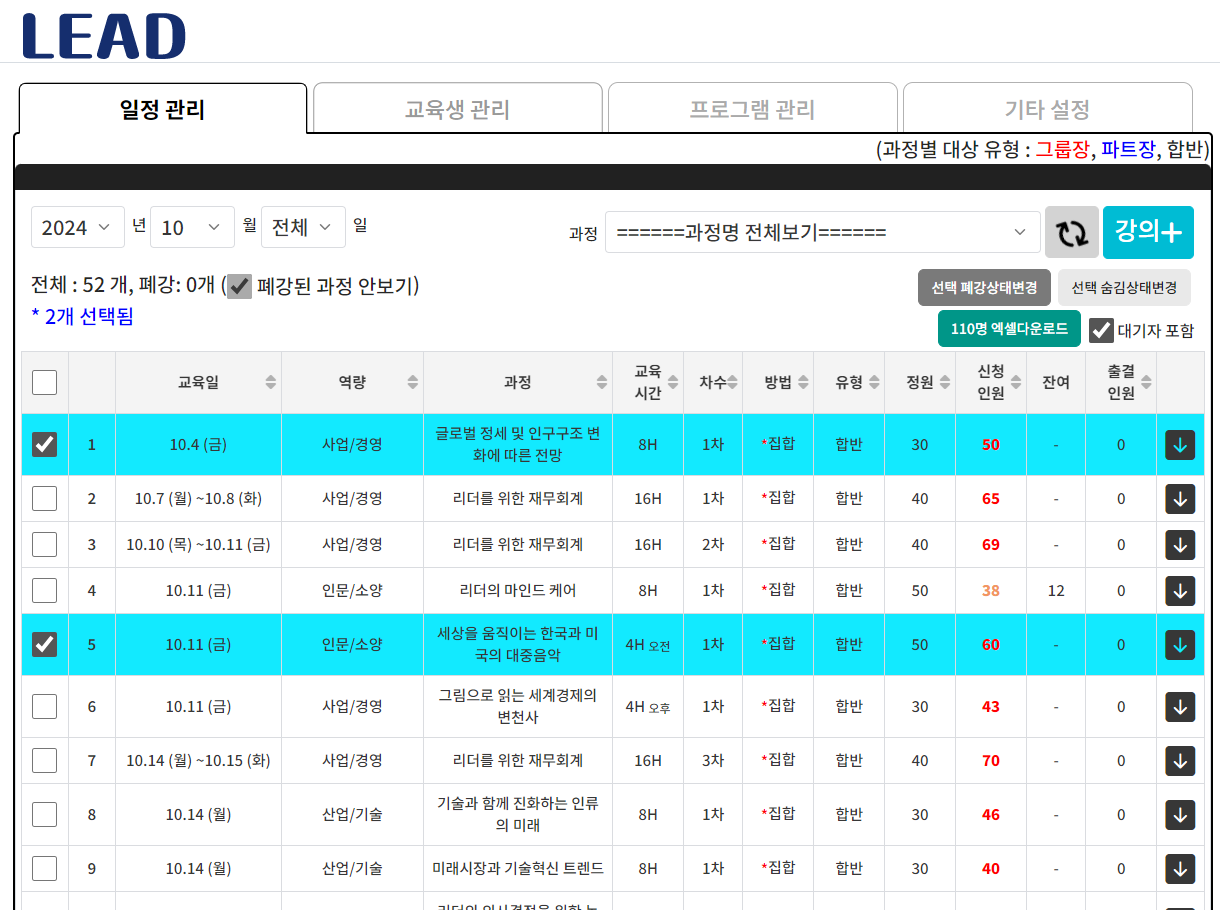 LEAD
일정 관리 교육생 관리 프로그램 관리 기타 설정
(과정별 대상 유형 : 그룹장, 파트장, 합반)
2024 년 10 월 전체 일 과정 ======과정명 전체보기====== 강의+
전체 : 52 개, 폐강: 0개 ( 폐강된 과정 안보기) 선택 폐강상태변경 선택 숨김상태변경
* 2개 선택됨 110명 엑셀다운로드 대기자 포함
교육일 역량 과정 교육 시간 차수 방법 유형 정원 신청 인원 잔여 출결 인원
1 10.4 (금) 사업/경영 글로벌 정세 및 인구구조 변화에 따른 전망 8H 1차 *집합 합반 30 50 - 0
2 10.7 (월) ~10.8 (화) 사업/경영 리더를 위한 재무회계 16H 1차 *집합 합반 40 65 - 0
3 10.10 (목) ~10.11 (금) 사업/경영 리더를 위한 재무회계 16H 2차 *집합 합반 40 69 - 0
4 10.11 (금) 인문/소양 리더의 마인드 케어 8H 1차 *집합 합반 50 38 12 0
5 10.11 (금) 인문/소양 세상을 움직이는 한국과 미국의 대중음악 4H 오전 1차 *집합 합반 50 60 - 0
6 10.11 (금) 사업/경영 그림으로 읽는 세계경제의 변천사 4H 오후 1차 *집합 합반 30 43 - 0
7 10.14 (월) ~10.15 (화) 사업/경영 리더를 위한 재무회계 16H 3차 *집합 합반 40 70 - 0
8 10.14 (월) 산업/기술 기술과 함께 진화하는 인류의 미래 8H 1차 *집합 합반 30 46 - 0
9 10.14 (월) 산업/기술 미래시장과 기술혁신 트렌드 8H 1차 *집합 합반 30 40 - 0